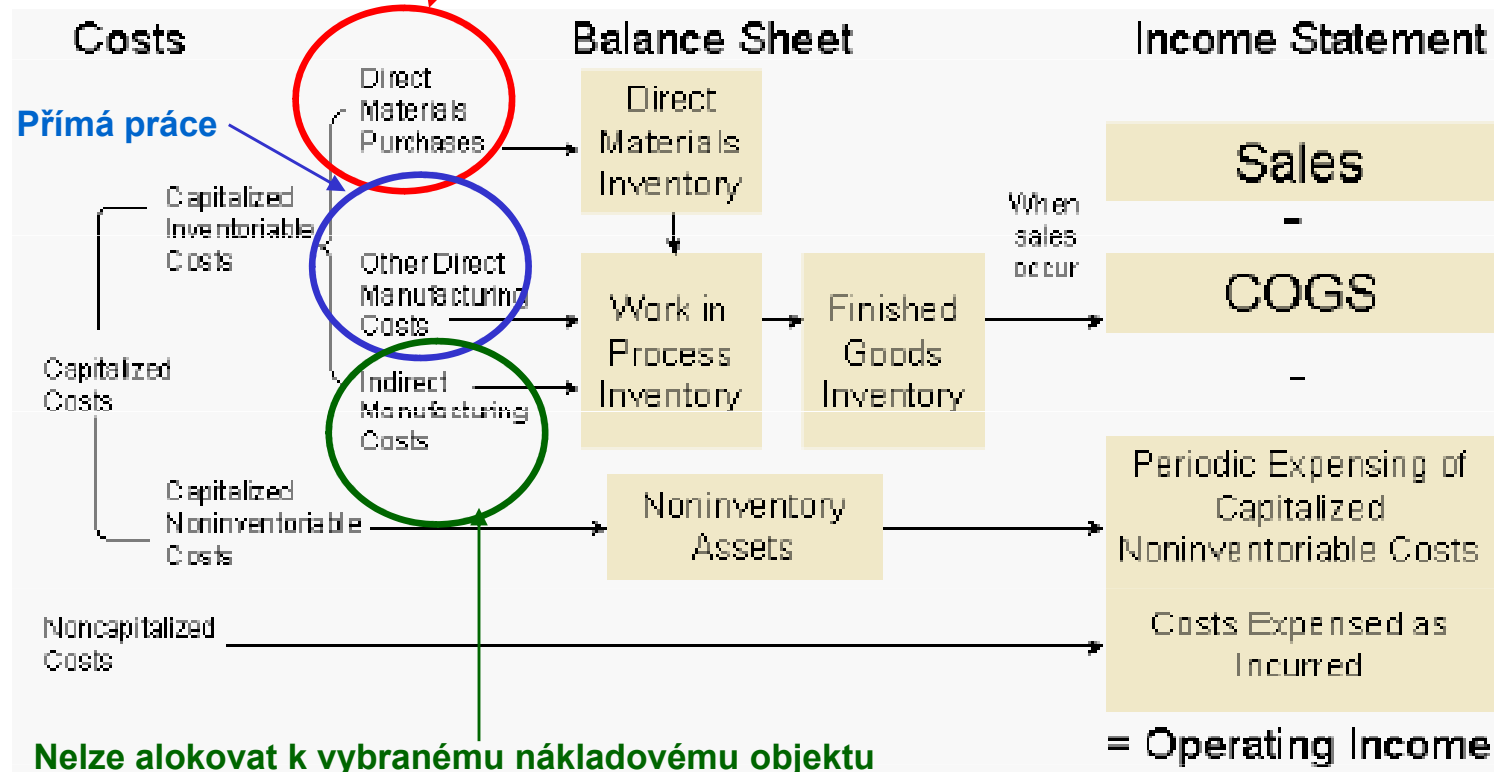 Costs
Balance Sheet
Income Statement
Přímá práce
Direct
Materials
Purchases
Capitalized
Inventoriable
Costs
Other Direct
Manufacturing
Costs
Indirect
Manufacturing
Costs
Capitalized
Costs
Capitalized
Noninventoriable
Costs
Noncapitalized
Costs
Direct
Materials
Inventory
Work in
Process
Inventory
Finished
Goods
Inventory
Noninventory
Assets
When
sales
occur
Sales
-
COGS
-
Periodic Expensing of
Capitalized
Noninventoriable Costs
Costs Expensed as
Incurred
= Operating Income
Nelze alokovat k vybranému nákladovému objektu